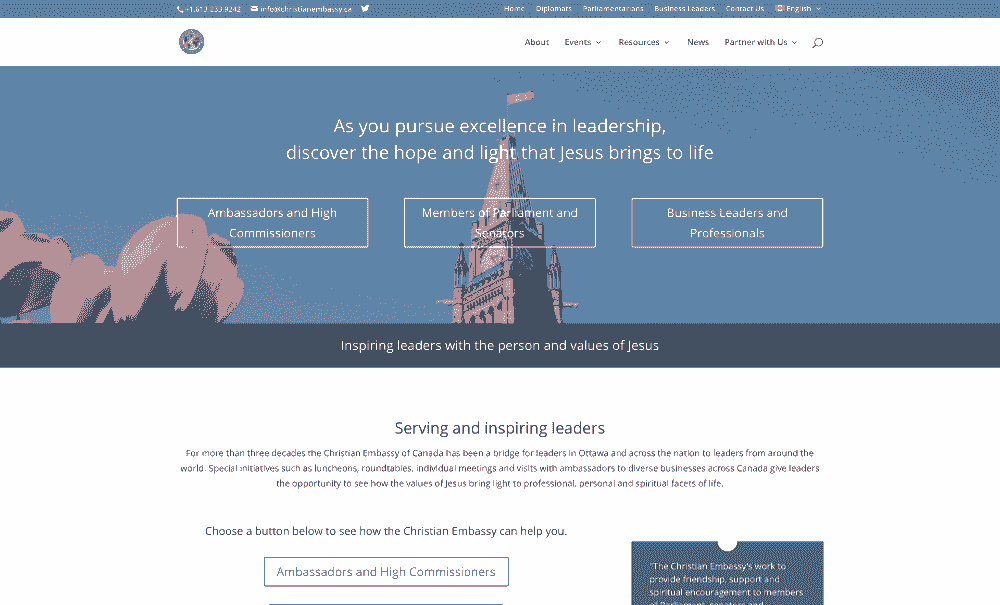 +1.613.233.9242 info@christianembassy.ca
Home Diplomats Parliamentarians Business Leaders Contact Us English
About Events Resources News Partner with Us
As you pursue excellence in leadership,
discover the hope and light that Jesus brings to life
Ambassadors and High
Commissioners
Members of Parliament and
Senators
Business Leaders and
Professionals
Inspiring leaders with the person and values of Jesus
Serving and inspiring leaders
For more than three decades the Christian Embassy of Canada has been a bridge for leaders in Ottawa and across the nation to leaders from around the
world. Special initiatives such as luncheons, roundtables, individual meetings and visits with ambassadors to diverse businesses across Canada give leaders
the opportunity to see how the values of Jesus bring light to professional, personal and spiritual facets of life.
Choose a button below to see how the Christian Embassy can help you.
Ambassadors and High Commissioners
"The Christian Embassy's work to
provide friendship, support and
spiritual encouragement to members
of Parliament, senators and